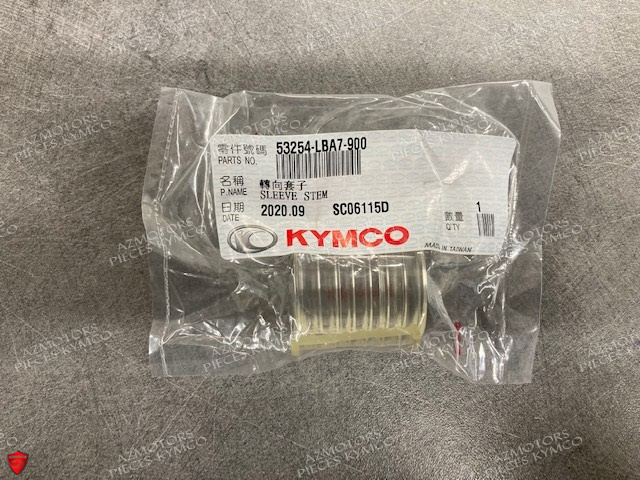 零件號碼 53254-LBA7-900
PARTS NO.
名稱 轉向套子
P.NAME SLEEVE STEM
日期 2020.09 SC06115D 數量 1
DATE Q'TY
KYMCO
MADE IN TAIWAN
AZMOTORS
PIECES KYMCO